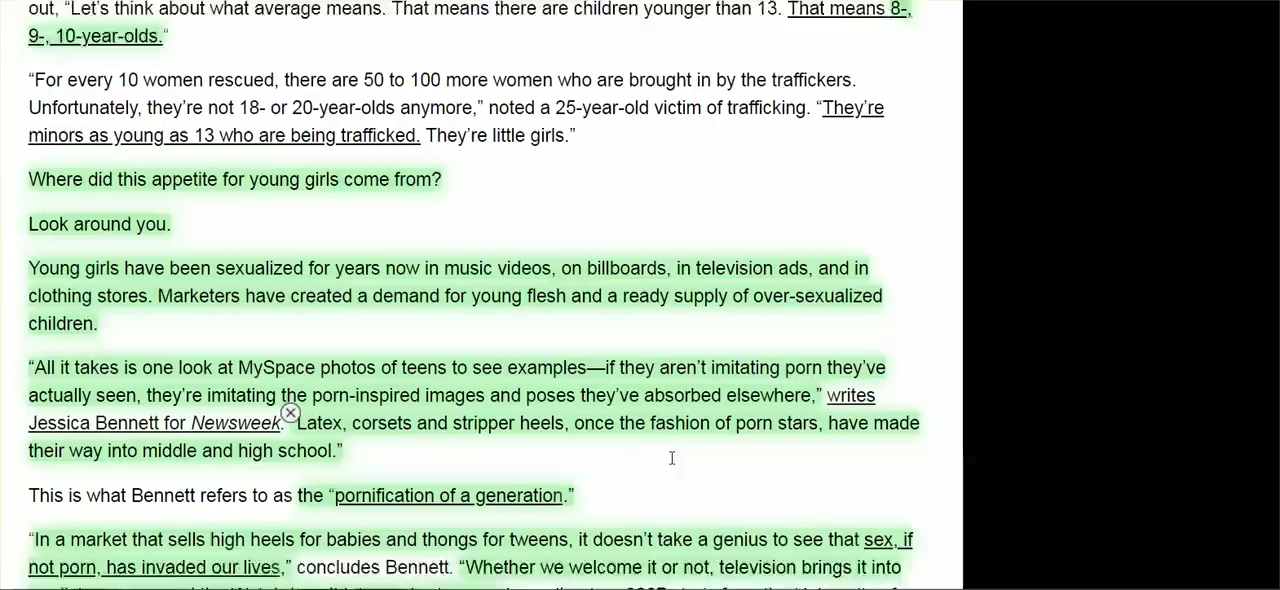 out, “Let’s think about what average means. That means there are children younger than 13. That means 8-,
9-, 10-year-olds.“
“For every 10 women rescued, there are 50 to 100 more women who are brought in by the traffickers.
Unfortunately, they’re not 18- or 20-year-olds anymore,” noted a 25-year-old victim of trafficking. “They’re
minors as young as 13 who are being trafficked. They’re little girls.”
Where did this appetite for young girls come from?
Look around you.
Young girls have been sexualized for years now in music videos, on billboards, in television ads, and in
clothing stores. Marketers have created a demand for young flesh and a ready supply of over-sexualized
children.
“All it takes is one look at MySpace photos of teens to see examples—if they aren’t imitating porn they’ve
actually seen, they’re imitating the porn-inspired images and poses they’ve absorbed elsewhere,” writes
Jessica Bennett for Newsweek. “Latex, corsets and stripper heels, once the fashion of porn stars, have made
their way into middle and high school.”
This is what Bennett refers to as the “pornification of a generation.”
“In a market that sells high heels for babies and thongs for tweens, it doesn’t take a genius to see that sex, if
not porn, has invaded our lives,” concludes Bennett. “Whether we welcome it or not, television brings it into